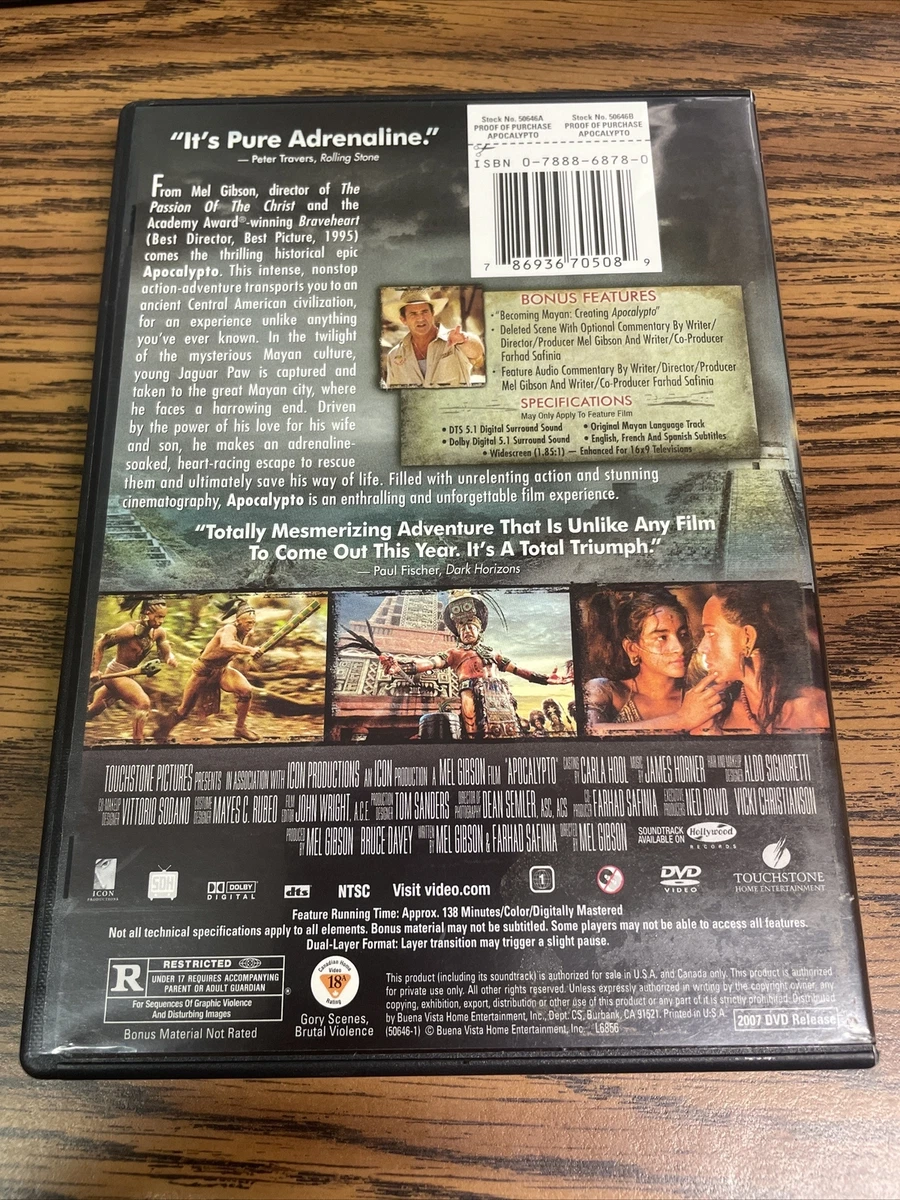 “It's Pure Adrenaline.”
— Peter Travers, Rolling Stone
From Mel Gibson, director of The
Passion Of The Christ and the
Academy Award®-winning Braveheart
(Best Director, Best Picture, 1995)
comes the thrilling historical epic
Apocalypto. This intense, nonstop
action-adventure transports you to an
ancient Central American civilization,
for an experience unlike anything
you've ever known. In the twilight
of the mysterious Mayan culture,
young Jaguar Paw is captured and
taken to the great Mayan city, where
he faces a harrowing end. Driven
by the power of his love for his wife
and son, he makes an adrenaline-
soaked, heart-racing escape to rescue
them and ultimately save his way of life. Filled with unrelenting action and stunning
cinematography, Apocalypto is an enthralling and unforgettable film experience.
Stock No. 50646A Stock No. 50646B
PROOF OF PURCHASE PROOF OF PURCHASE
APOCALYPTO APOCALYPTO
ISBN 0-7888-6878-0
7 86936 70508 9
BONUS FEATURES
• “Becoming Mayan: Creating Apocalypto”
• Deleted Scene With Optional Commentary By Writer/
Director/Producer Mel Gibson And Writer/Co-Producer
Farhad Safinia
• Feature Audio Commentary By Writer/Director/Producer
Mel Gibson And Writer/Co-Producer Farhad Safinia
SPECIFICATIONS
May Only Apply To Feature Film
• DTS 5.1 Digital Surround Sound • Original Mayan Language Track
• Dolby Digital 5.1 Surround Sound • English, French And Spanish Subtitles
• Widescreen (1.85:1) — Enhanced For 16x9 Televisions
“Totally Mesmerizing Adventure That Is Unlike Any Film
To Come Out This Year. It's A Total Triumph.”
— Paul Fischer, Dark Horizons
TOUCHSTONE PICTURES PRESENTS IN ASSOCIATION WITH ICON PRODUCTIONS AN ICON PRODUCTION A MEL GIBSON FILM "APOCALYPTO" CASTING BY CARLA HOOL MUSIC BY JAMES HORNER HAIR AND MAKEUP DESIGNER ALDO SIGNORETTI
CO-MAKEUP DESIGNER VITTORIO SODANO COSTUME DESIGNER MAYES C. RUBEO FILM EDITOR JOHN WRIGHT, A.C.E. PRODUCTION DESIGNER TOM SANDERS DIRECTOR OF PHOTOGRAPHY DEAN SEMLER, ASC, ACS CO-PRODUCER FARHAD SAFINIA EXECUTIVE PRODUCERS NED DOWD VICKI CHRISTIANSON
PRODUCED BY MEL GIBSON BRUCE DAVEY WRITTEN BY MEL GIBSON & FARHAD SAFINIA DIRECTED BY MEL GIBSON SOUNDTRACK AVAILABLE ON Hollywood RECORDS
ICON PRODUCTIONS
SDH
DOLBY DIGITAL
dts
NTSC
Visit video.com
1
DVD VIDEO
TOUCHSTONE
HOME ENTERTAINMENT
Feature Running Time: Approx. 138 Minutes/Color/Digitally Mastered
Not all technical specifications apply to all elements. Bonus material may not be subtitled. Some players may not be able to access all features.
Dual-Layer Format: Layer transition may trigger a slight pause.
R RESTRICTED
UNDER 17 REQUIRES ACCOMPANYING
PARENT OR ADULT GUARDIAN
For Sequences Of Graphic Violence
And Disturbing Images
®
Bonus Material Not Rated
Canadian Home Video Ratings
18A
Gory Scenes,
Brutal Violence
This product (including its soundtrack) is authorized for sale in U.S.A. and Canada only. This product is authorized
for private use only. All other rights reserved. Unless expressly authorized in writing by the copyright owner, any
copying, exhibition, export, distribution or other use of this product or any part of it is strictly prohibited. Distributed
by Buena Vista Home Entertainment, Inc., Dept. CS, Burbank, CA 91521. Printed in U.S.A.
(50646-1) © Buena Vista Home Entertainment, Inc. L6856
2007 DVD Release